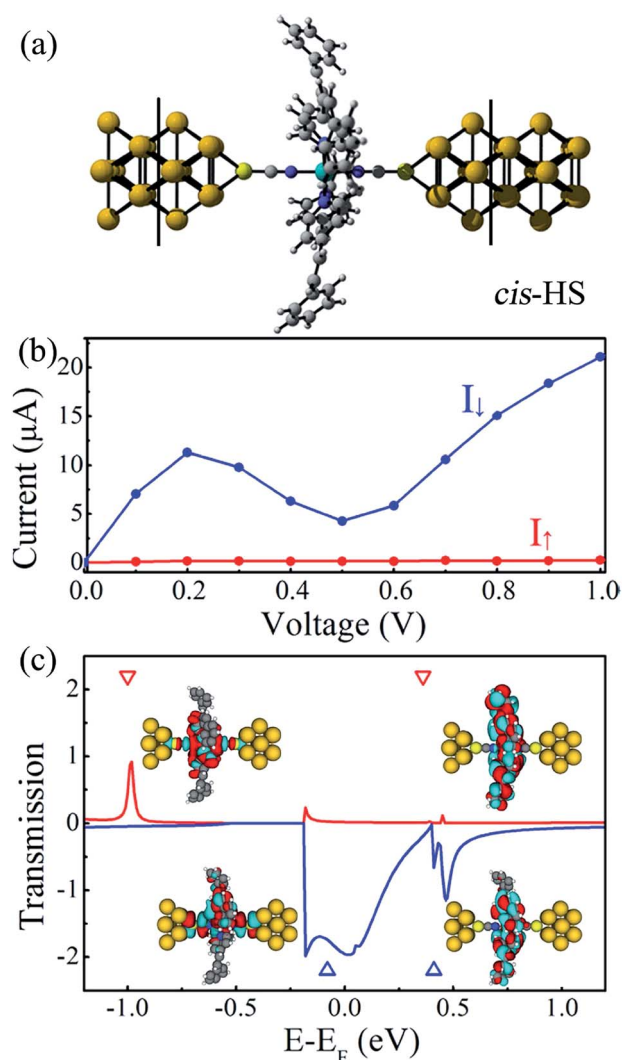 (a)
cis-HS
(b)
20
15
10
5
0
Current (μA)
I↓
I↑
0.0 0.2 0.4 0.6 0.8 1.0
Voltage (V)
(c)
2
1
0
-1
-2
Transmission
-1.0 -0.5 0.0 0.5 1.0
E-E_F (eV)